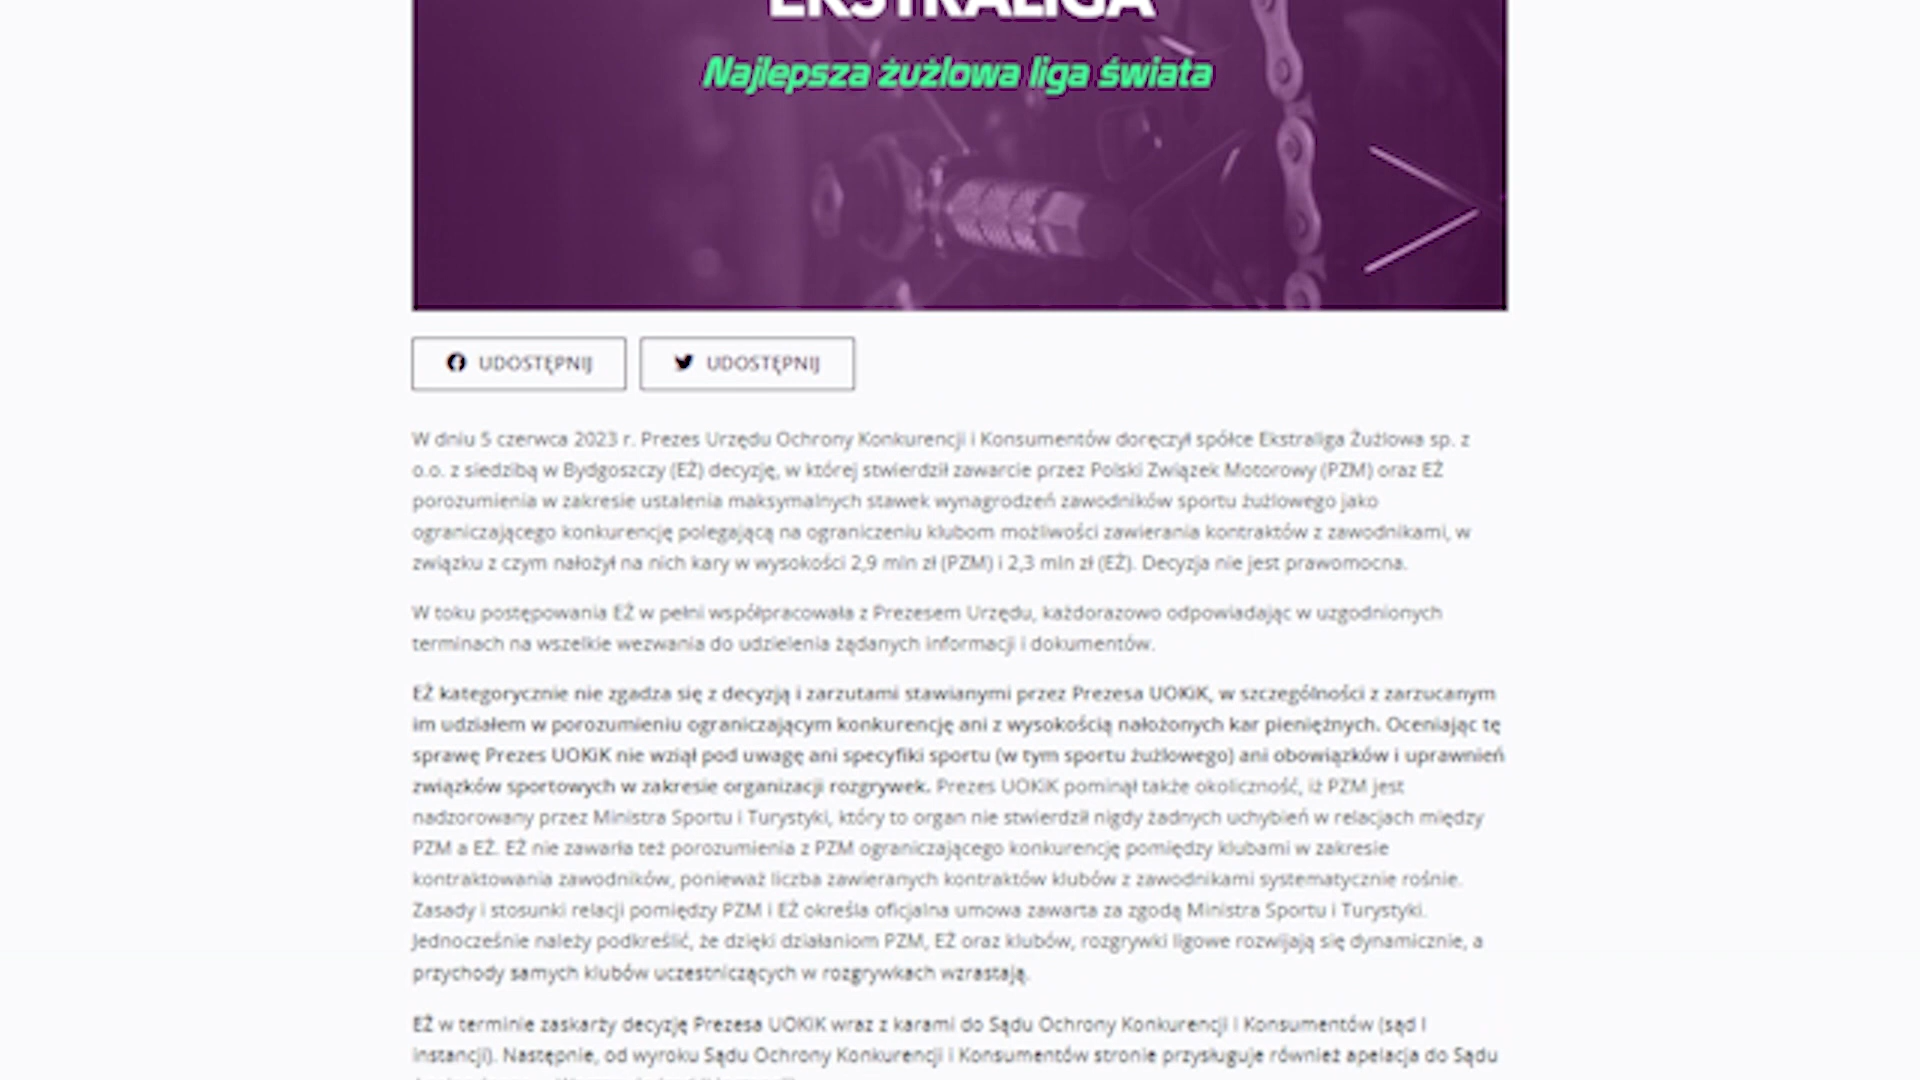 EKSTRALIGA
Najlepsza żużlowa liga świata
UDOSTĘPNIJ UDOSTĘPNIJ
W dniu 5 czerwca 2023 r. Prezes Urzędu Ochrony Konkurencji i Konsumentów doręczył spółce Ekstraliga Żużlowa sp. z
o.o. z siedzibą w Bydgoszczy (EŻ) decyzję, w której stwierdził zawarcie przez Polski Związek Motorowy (PZM) oraz EŻ
porozumienia w zakresie ustalenia maksymalnych stawek wynagrodzeń zawodników sportu żużlowego jako
ograniczającego konkurencję polegającą na ograniczeniu klubom możliwości zawierania kontraktów z zawodnikami, w
związku z czym nałożył na nich kary w wysokości 2,9 mln zł (PZM) i 2,3 mln zł (EŻ). Decyzja nie jest prawomocna.
W toku postępowania EŻ w pełni współpracowała z Prezesem Urzędu, każdorazowo odpowiadając w uzgodnionych
terminach na wszelkie wezwania do udzielenia żądanych informacji i dokumentów.
EŻ kategorycznie nie zgadza się z decyzją i zarzutami stawianymi przez Prezesa UOKiK, w szczególności z zarzucanym
im udziałem w porozumieniu ograniczającym konkurencję ani z wysokością nałożonych kar pieniężnych. Oceniając tę
sprawę Prezes UOKiK nie wziął pod uwagę ani specyfiki sportu (w tym sportu żużlowego) ani obowiązków i uprawnień
związków sportowych w zakresie organizacji rozgrywek. Prezes UOKiK pominął także okoliczność, iż PZM jest
nadzorowany przez Ministra Sportu i Turystyki, który to organ nie stwierdził nigdy żadnych uchybień w relacjach między
PZM a EŻ. EŻ nie zawarła też porozumienia z PZM ograniczającego konkurencję pomiędzy klubami w zakresie
kontraktowania zawodników, ponieważ liczba zawieranych kontraktów klubów z zawodnikami systematycznie rośnie.
Zasady i stosunki relacji pomiędzy PZM i EŻ określa oficjalna umowa zawarta za zgodą Ministra Sportu i Turystyki.
Jednocześnie należy podkreślić, że dzięki działaniom PZM, EŻ oraz klubów, rozgrywki ligowe rozwijają się dynamicznie, a
przychody samych klubów uczestniczących w rozgrywkach wzrastają.
EŻ w terminie zaskarży decyzję Prezesa UOKiK wraz z karami do Sądu Ochrony Konkurencji i Konsumentów (sąd I
instancji). Następnie, od wyroku Sądu Ochrony Konkurencji i Konsumentów stronie przysługuje również apelacja do Sądu